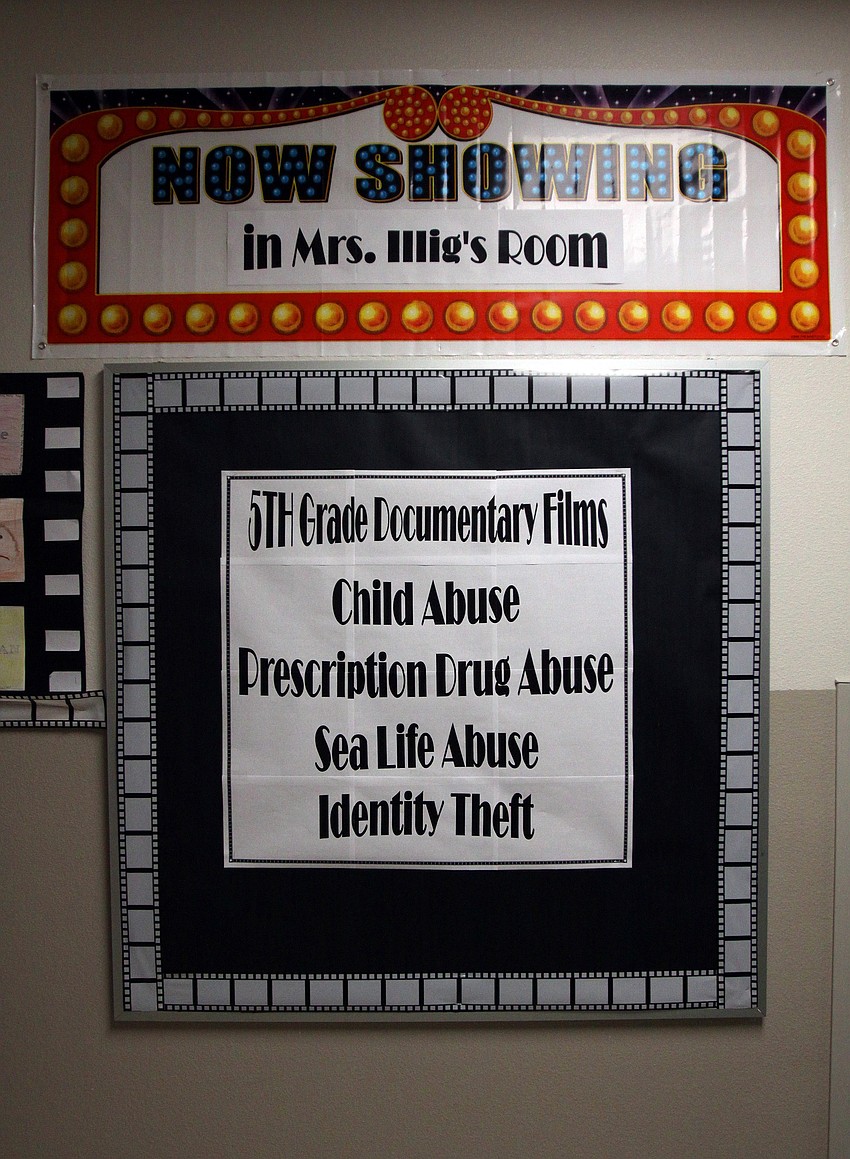 NOW SHOWING
in Mrs. Illig's Room
5TH Grade Documentary Films
Child Abuse
Prescription Drug Abuse
Sea Life Abuse
Identity Theft